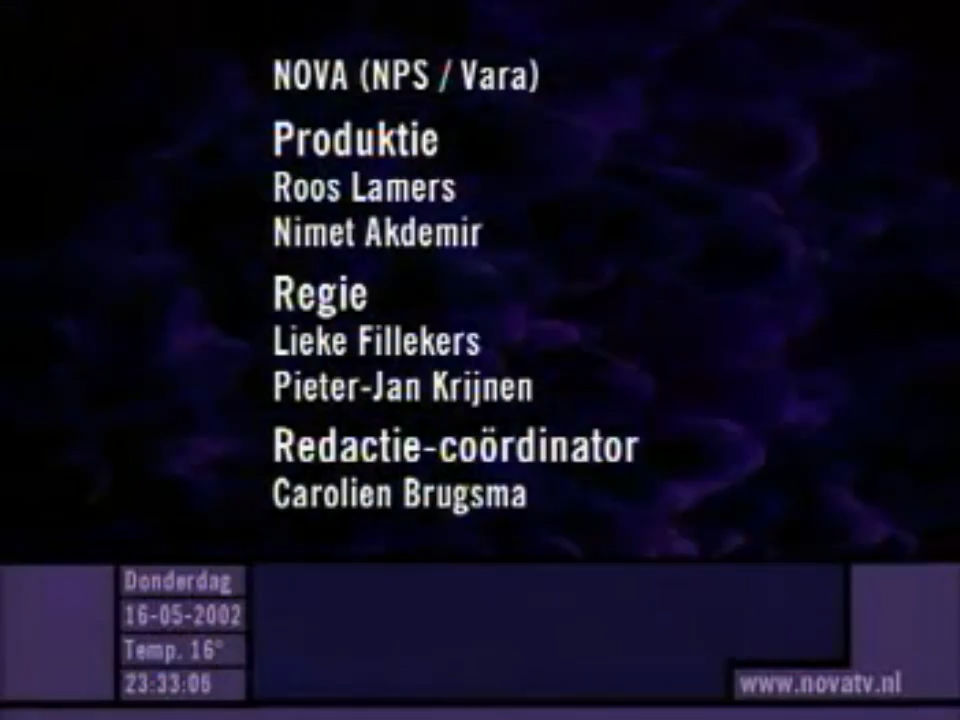 NOVA (NPS / Vara)
Produktie
Roos Lamers
Nimet Akdemir
Regie
Lieke Fillekers
Pieter-Jan Krijnen
Redactie-coördinator
Carolien Brugsma
Donderdag
16-05-2002
Temp. 16°
23:33:06
www.novatv.nl